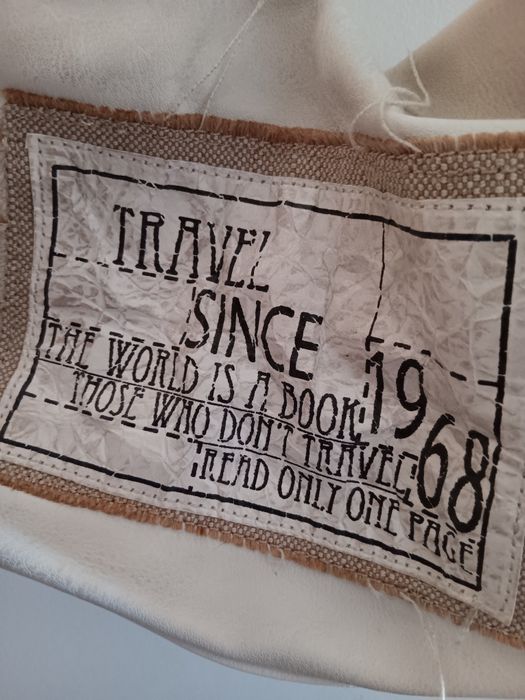 TRAVEL
SINCE
1968
THE WORLD IS A BOOK
THOSE WHO DON'T TRAVEL
READ ONLY ONE PAGE